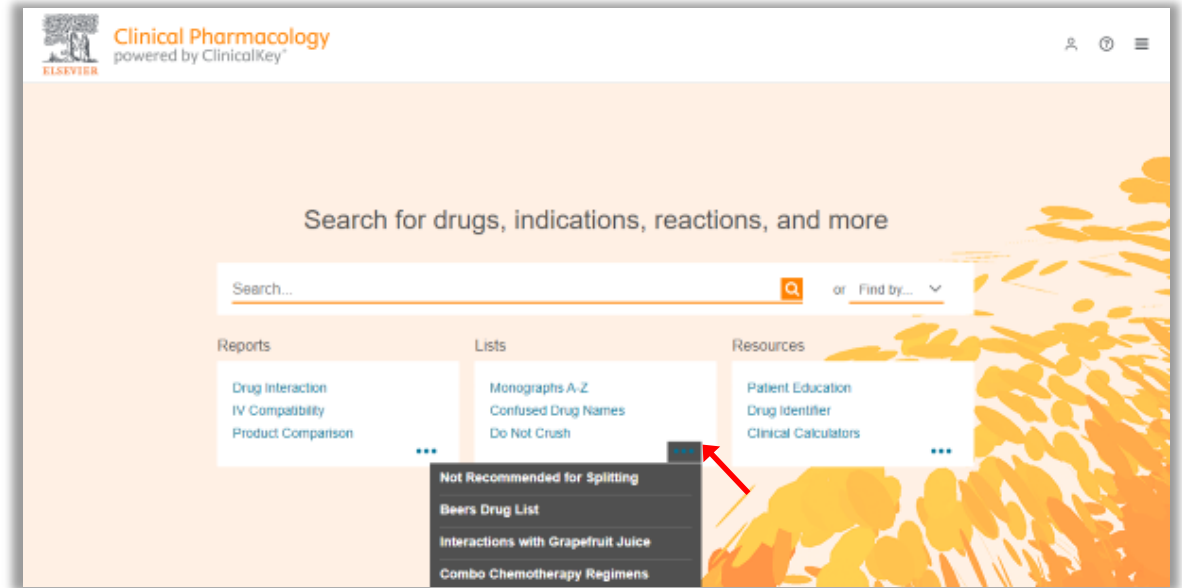 Clinical Pharmacology
powered by ClinicalKey®
ELSEVIER
Search for drugs, indications, reactions, and more
Search...
or Find by...
Reports
Drug Interaction
IV Compatibility
Product Comparison
Lists
Monographs A-Z
Confused Drug Names
Do Not Crush
Not Recommended for Splitting
Beers Drug List
Interactions with Grapefruit Juice
Combo Chemotherapy Regimens
Resources
Patient Education
Drug Identifier
Clinical Calculators